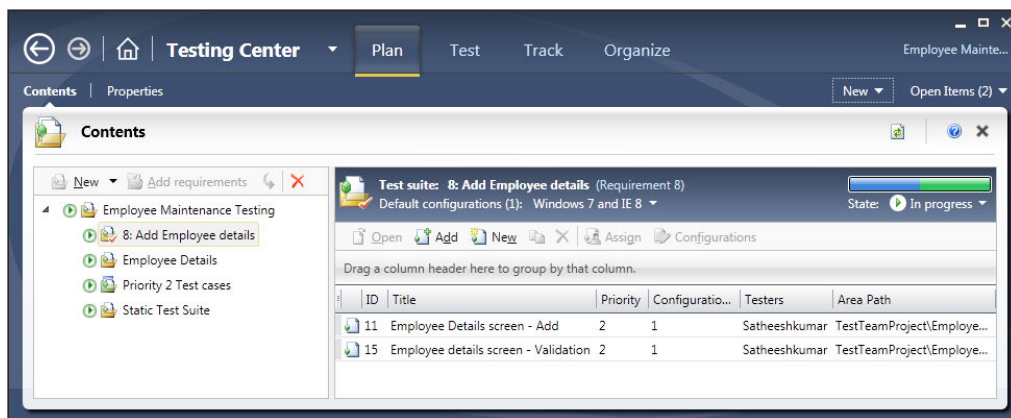 Testing Center Plan Test Track Organize Employee Mainte...
Contents | Properties New Open Items (2)
Contents
New Add requirements
Employee Maintenance Testing
8: Add Employee details
Employee Details
Priority 2 Test cases
Static Test Suite
Test suite: 8: Add Employee details (Requirement 8)
Default configurations (1): Windows 7 and IE 8
State: In progress
Open Add New Assign Configurations
Drag a column header here to group by that column.
ID Title Priority Configuratio... Testers Area Path
11 Employee Details screen - Add 2 1 Satheeshkumar TestTeamProject\Employe...
15 Employee details screen - Validation 2 1 Satheeshkumar TestTeamProject\Employe...